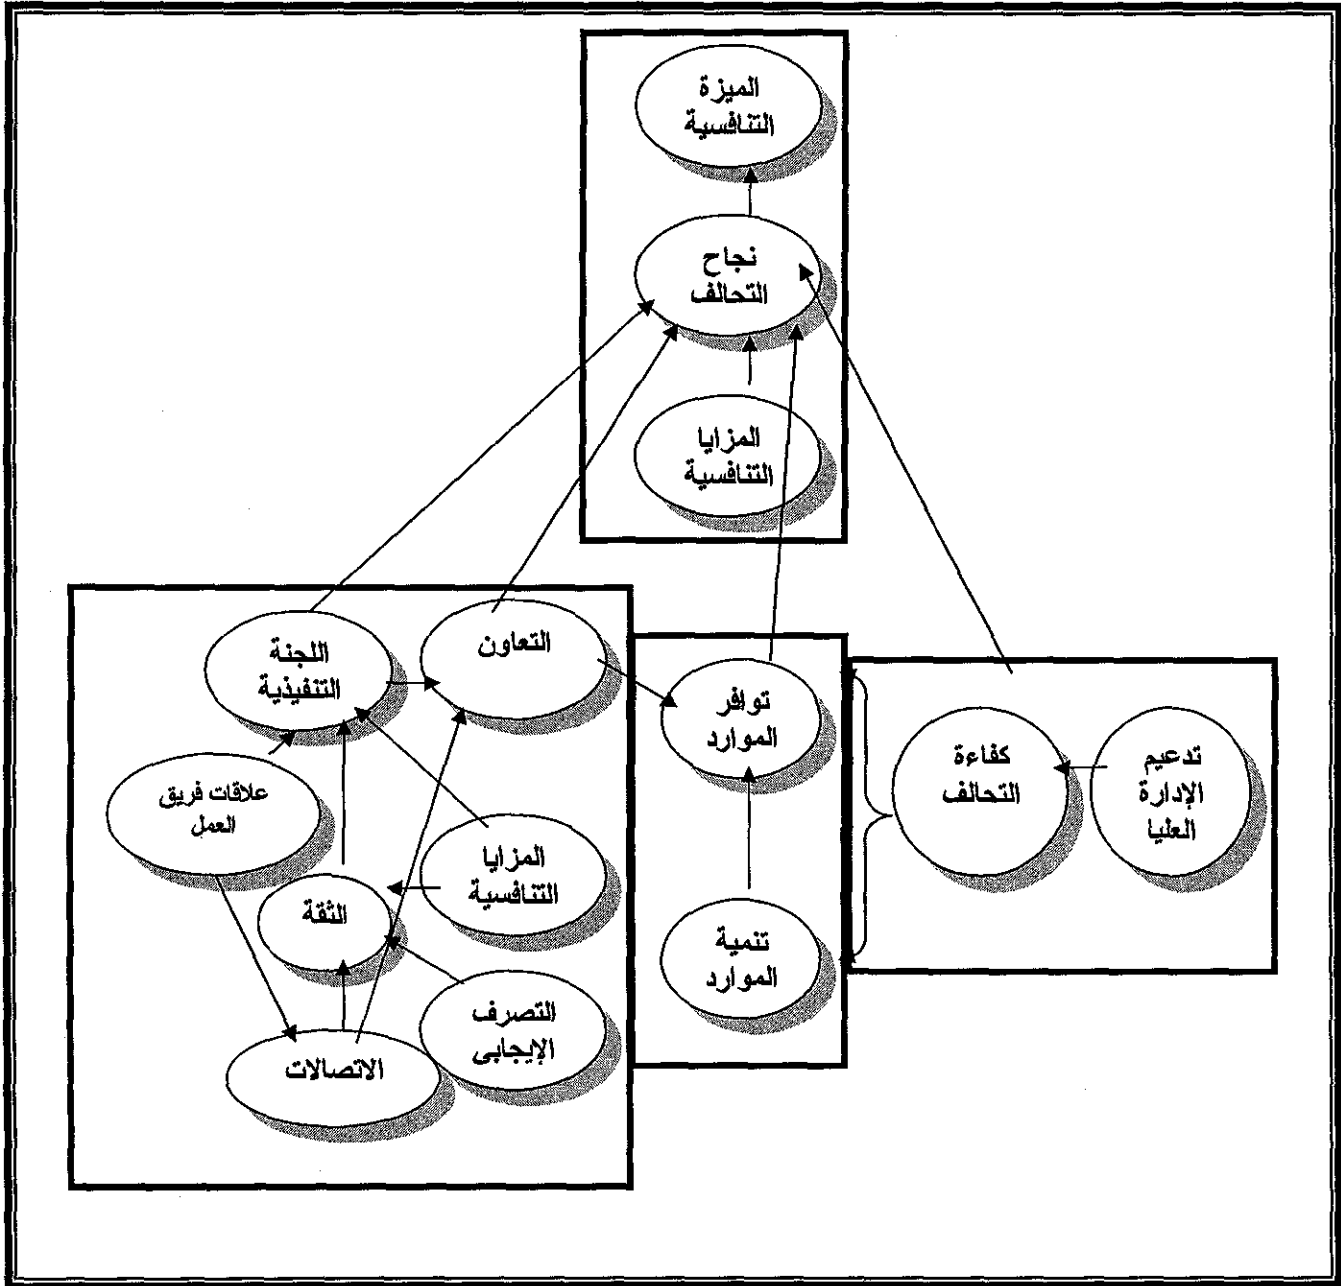 الميزة
التنافسية
نجاح
التحالف
المزايا
التنافسية
اللجنة
التنفيذية
التعاون
علاقات فريق
العمل
المزايا
التنافسية
الثقة
التصرف
الإيجابى
الاتصالات
توافر
الموارد
تنمية
الموارد
كفاءة
التحالف
تدعيم
الإدارة
العليا